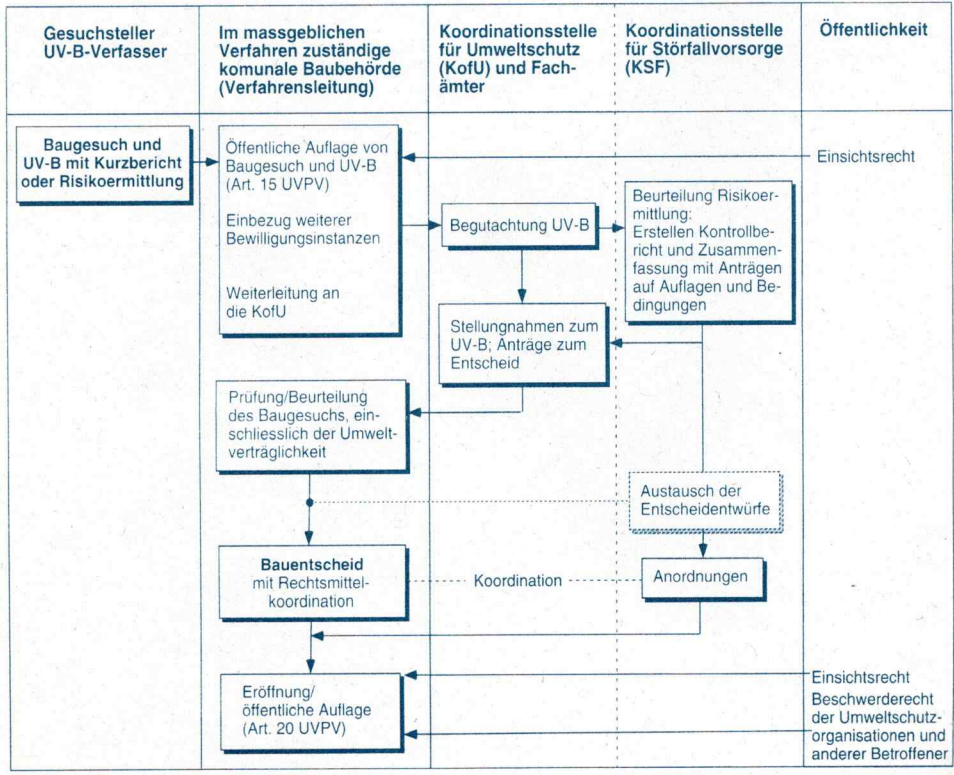 Gesuchsteller
UV-B-Verfasser
Im massgeblichen
Verfahren zuständige
komunale Baubehörde
(Verfahrensleitung)
Koordinationsstelle
für Umweltschutz
(KofU) und Fach-
ämter
Koordinationsstelle
für Störfallvorsorge
(KSF)
Öffentlichkeit
Baugesuch und
UV-B mit Kurzbericht
oder Risikoermittlung
Öffentliche Auflage von
Baugesuch und UV-B
(Art. 15 UVPV)
Einbezug weiterer
Bewilligungsinstanzen
Weiterleitung an
die KofU
Einsichtsrecht
Begutachtung UV-B
Beurteilung Risikoer-
mittlung:
Erstellen Kontrollbe-
richt und Zusammen-
fassung mit Anträgen
auf Auflagen und Be-
dingungen
Stellungnahmen zum
UV-B; Anträge zum
Entscheid
Prüfung/Beurteilung
des Baugesuchs, ein-
schliesslich der Umwelt-
verträglichkeit
Austausch der
Entscheidentwürfe
Bauentscheid
mit Rechtsmittel-
koordination
Koordination
Anordnungen
Eröffnung/
öffentliche Auflage
(Art. 20 UVPV)
Einsichtsrecht
Beschwerderecht
der Umweltschutz-
organisationen und
anderer Betroffener